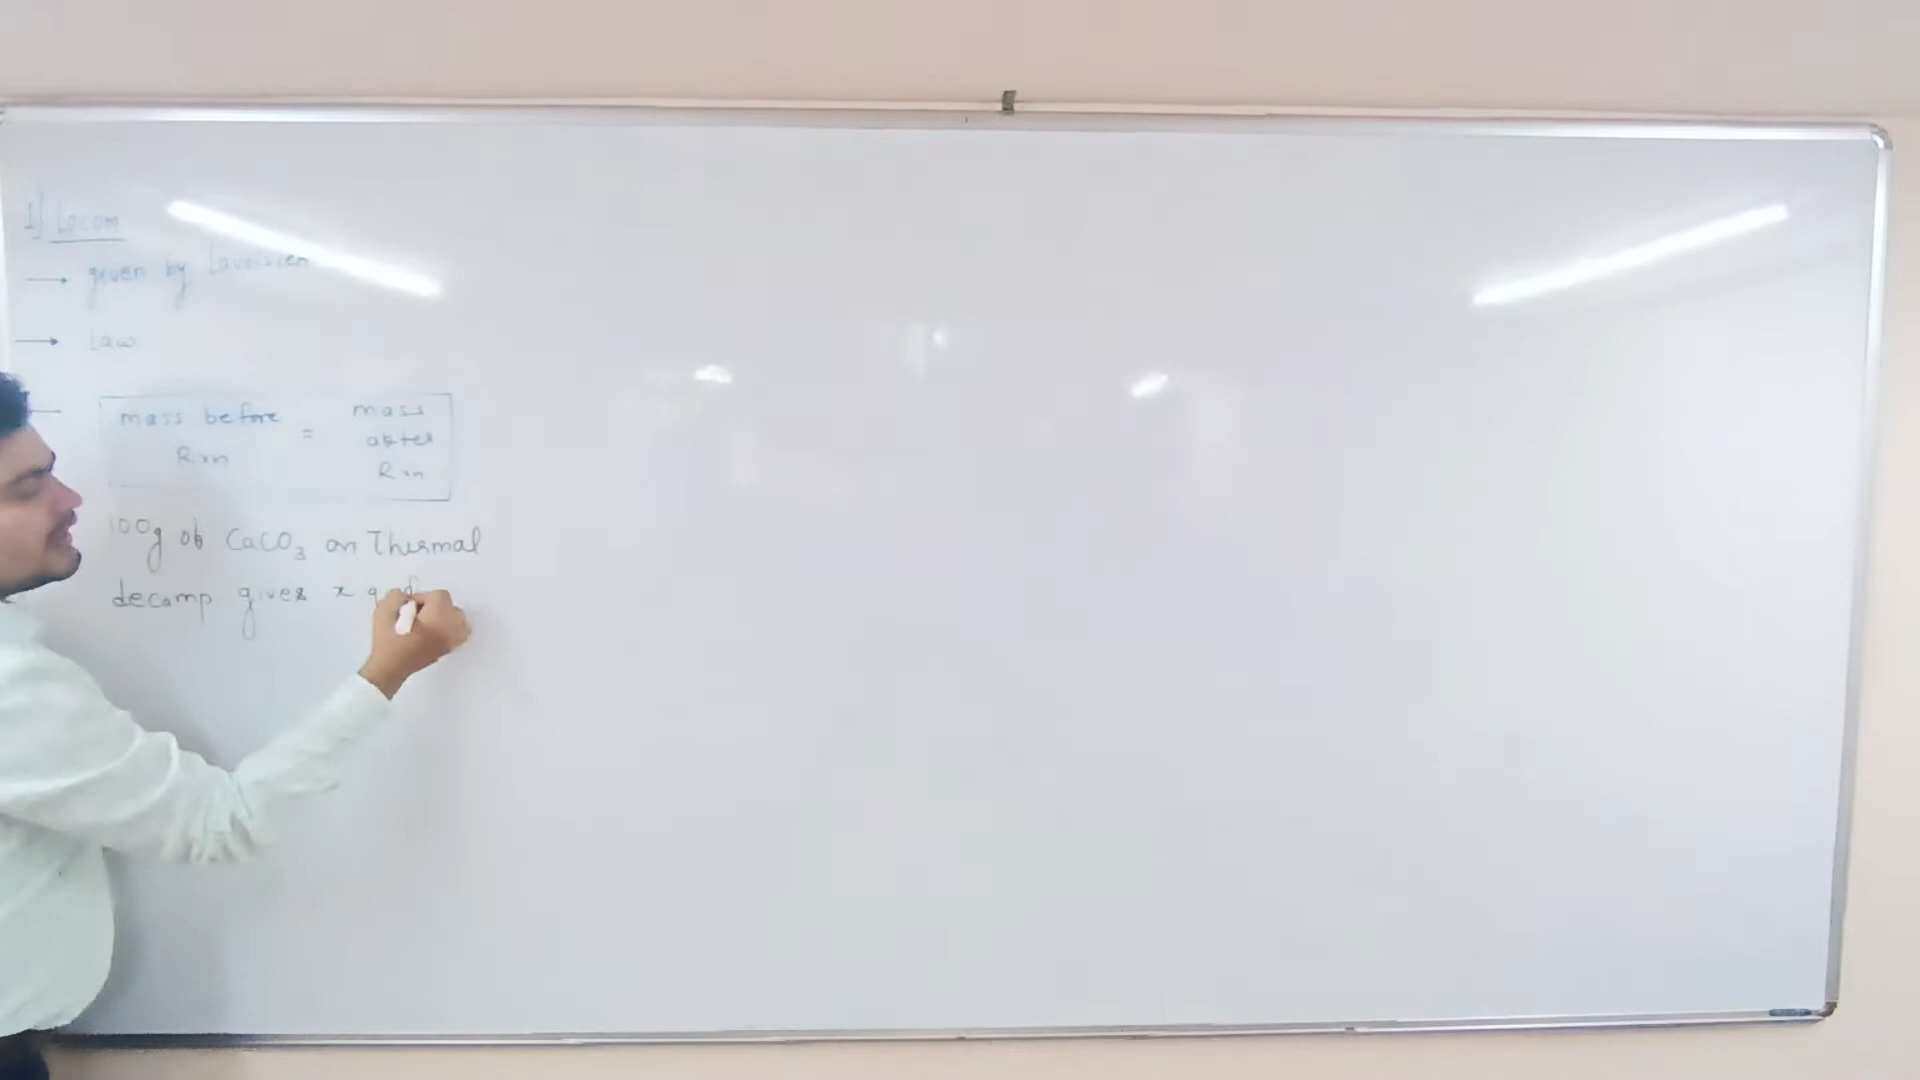 1) Locom
→ given by Lavoisier
→ Law
mass before Rxn = mass after Rxn
100g of CaCO3 on Thermal
decomp gives x g of